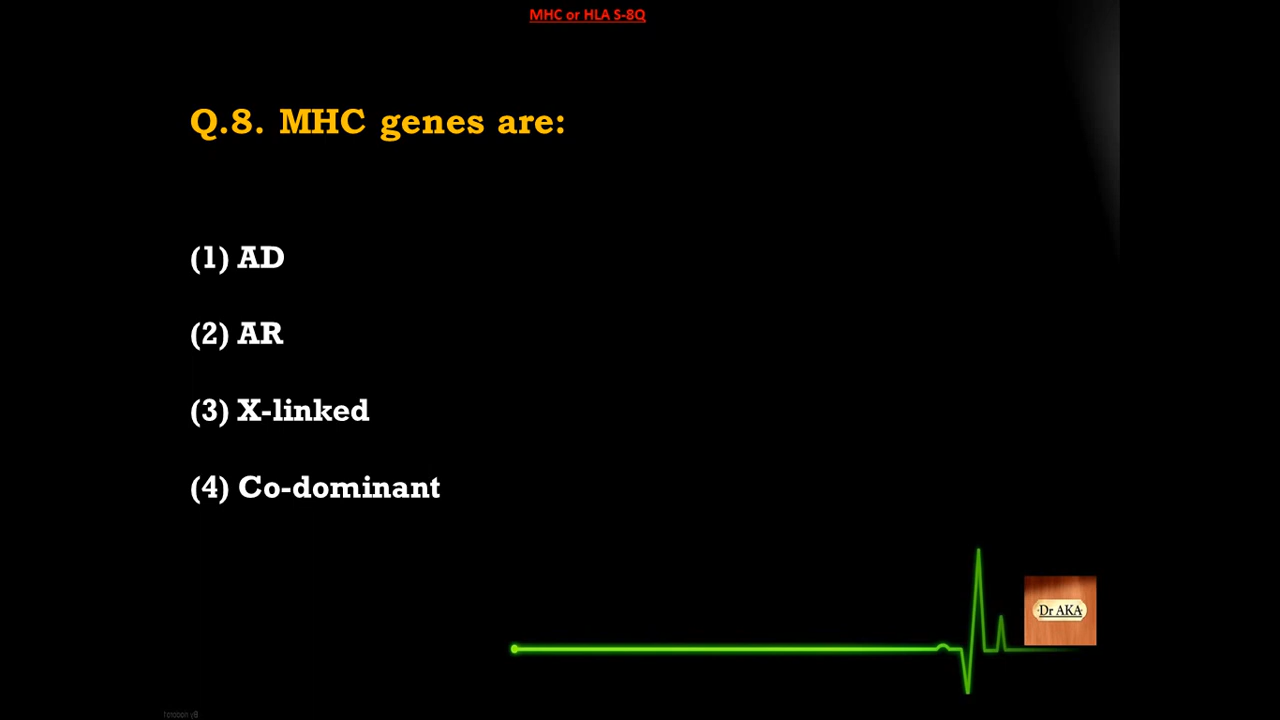 MHC or HLA S-8Q
Q.8. MHC genes are:
(1) AD
(2) AR
(3) X-linked
(4) Co-dominant
Dr AKA